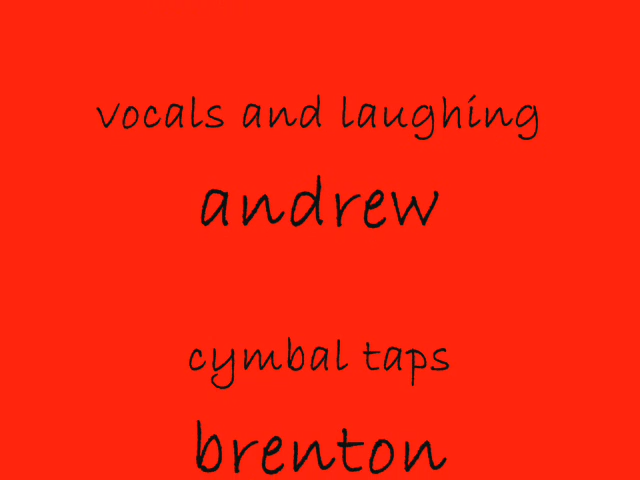 vocals and laughing
andrew
cymbal taps
brenton